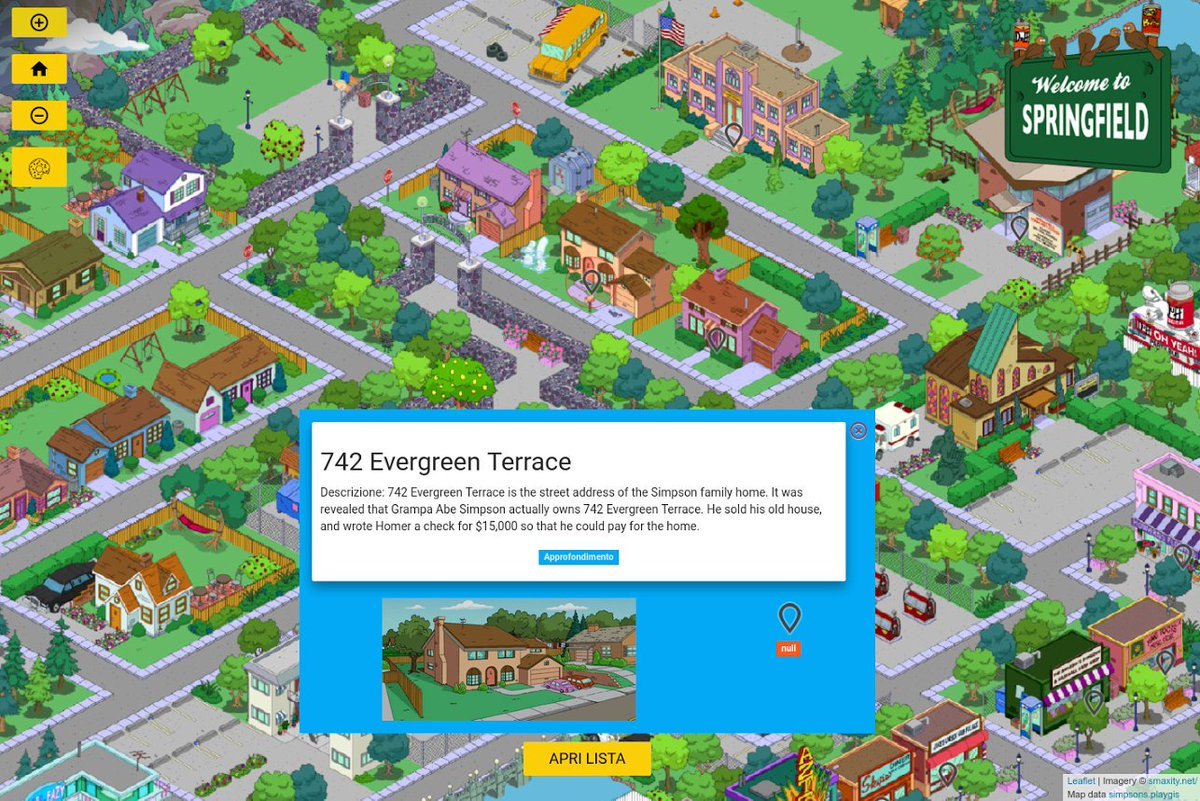 Welcome to
SPRINGFIELD
OH YEAH!
742 Evergreen Terrace
Descrizione: 742 Evergreen Terrace is the street address of the Simpson family home. It was
revealed that Grampa Abe Simpson actually owns 742 Evergreen Terrace. He sold his old house,
and wrote Homer a check for $15,000 so that he could pay for the home.
Approfondimento
null
APRI LISTA
Leaflet | Imagery © smaxity.net/
Map data simpsons.playgis